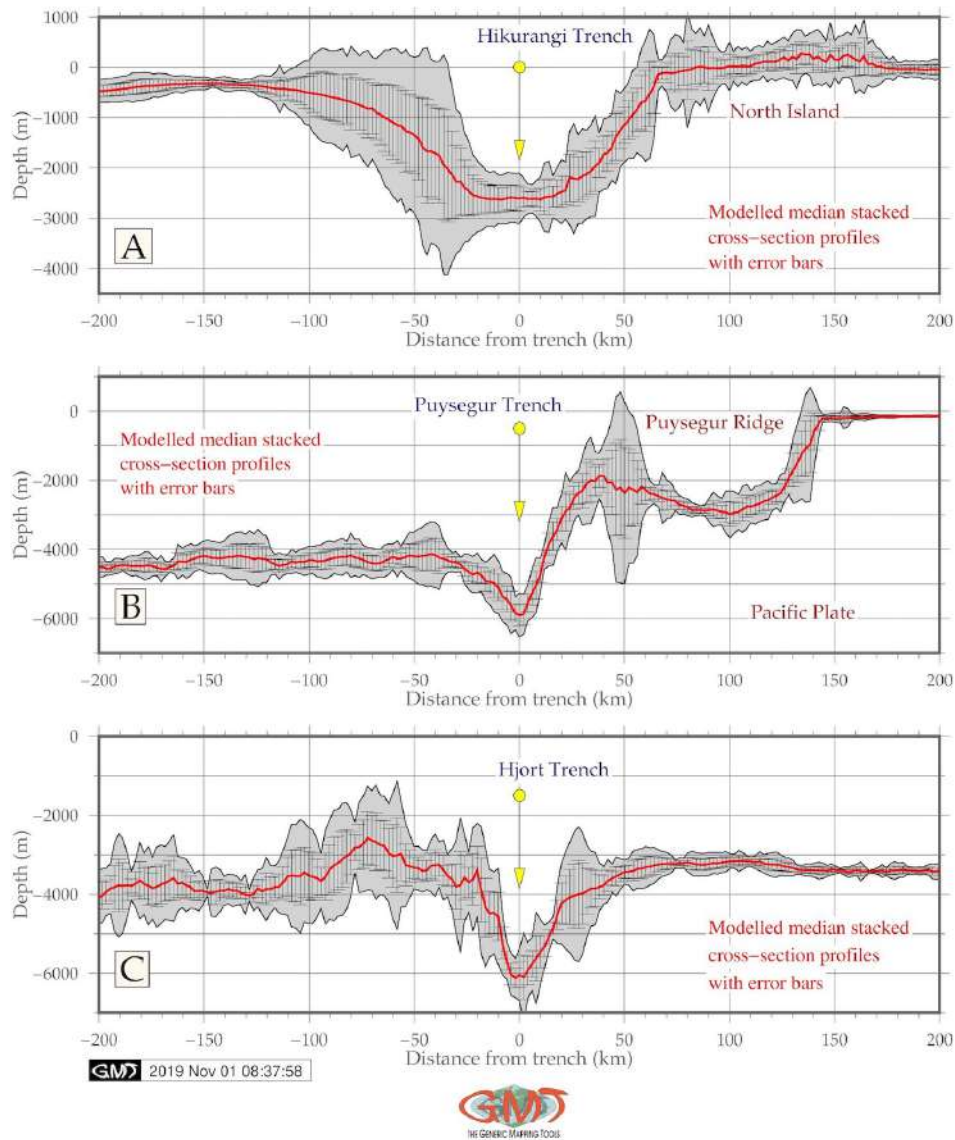 1000
Hikurangi Trench
0
−1000
Depth (m)
North Island
−2000
−3000
Modelled median stacked
cross−section profiles
with error bars
A
−4000
−200 −150 −100 −50 0 50 100 150 200
Distance from trench (km)
0
Puysegur Trench
Puysegur Ridge
Modelled median stacked
cross−section profiles
with error bars
−2000
Depth (m)
−4000
B
−6000
Pacific Plate
−200 −150 −100 −50 0 50 100 150 200
Distance from trench (km)
0
Hjort Trench
−2000
Depth (m)
−4000
Modelled median stacked
cross−section profiles
with error bars
C
−6000
−200 −150 −100 −50 0 50 100 150 200
Distance from trench (km)
GMT 2019 Nov 01 08:37:58
GMT
THE GENERIC MAPPING TOOLS